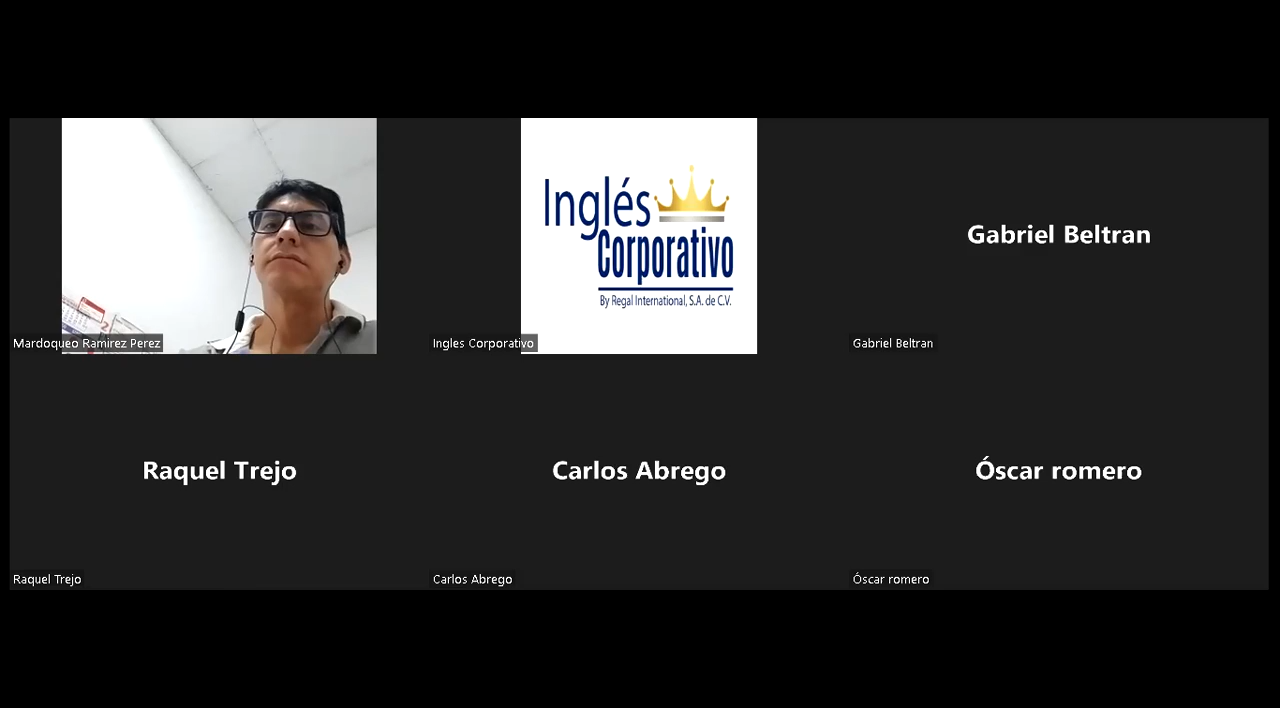 Mardoqueo Ramirez Perez
Inglés
Corporativo
By Regal International, S.A. de C.V.
Ingles Corporativo
Gabriel Beltran
Gabriel Beltran
Raquel Trejo
Raquel Trejo
Carlos Abrego
Carlos Abrego
Óscar romero
Óscar romero